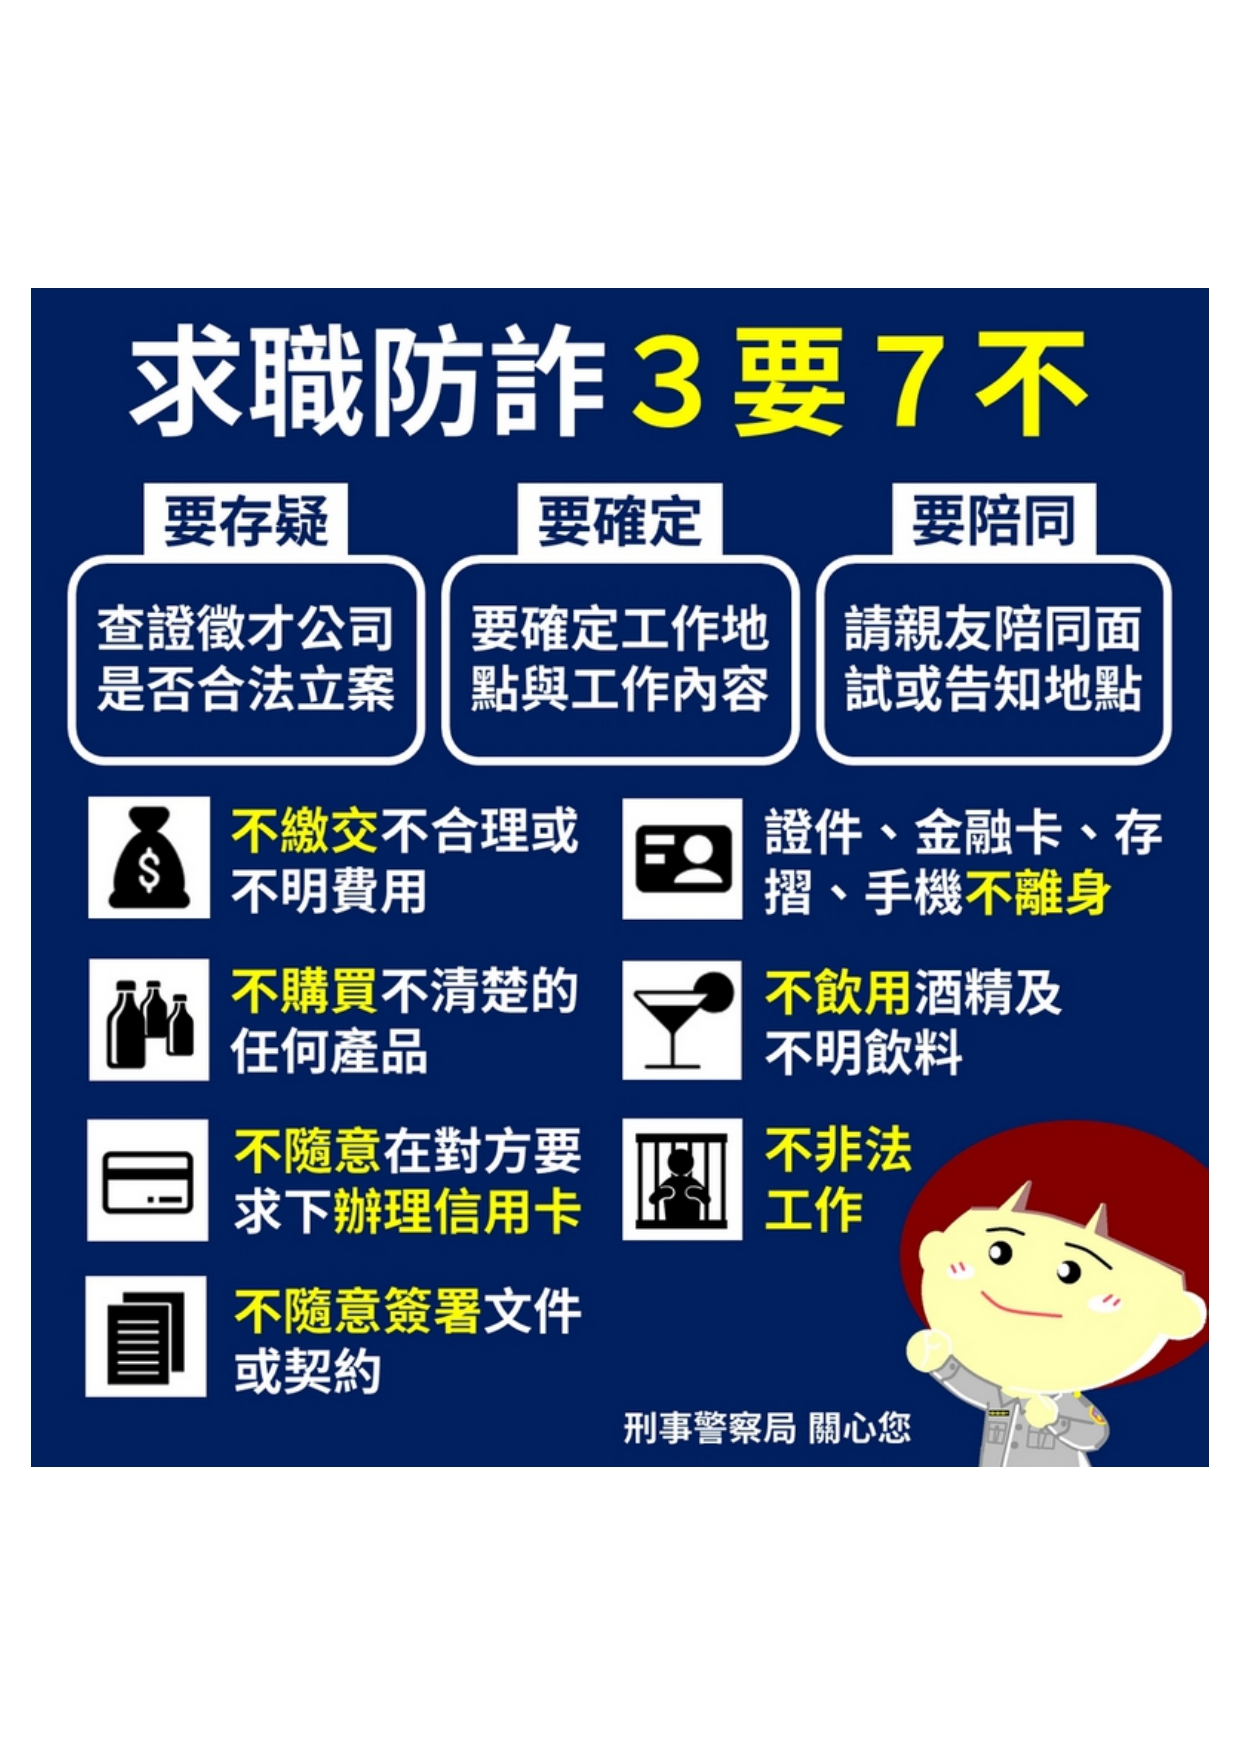 求職防詐3要7不
要存疑
查證徵才公司
是否合法立案
要確定
要確定工作地
點與工作內容
要陪同
請親友陪同面
試或告知地點
不繳交不合理或
不明費用
不購買不清楚的
任何產品
不隨意在對方要
求下辦理信用卡
不隨意簽署文件
或契約
證件、金融卡、存
摺、手機不離身
不飲用酒精及
不明飲料
不非法
工作
刑事警察局 關心您